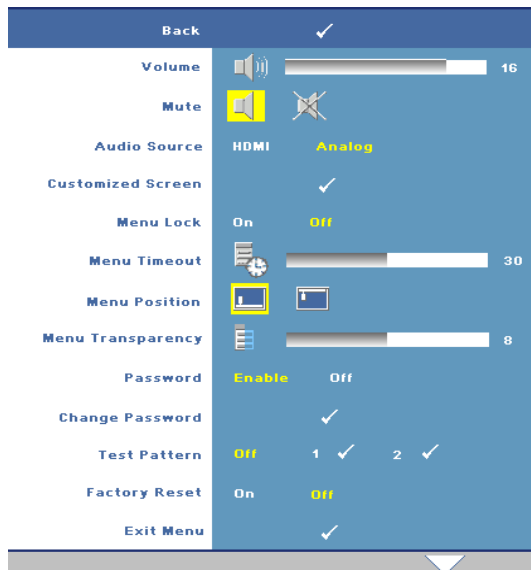 Back
Volume 16
Mute
Audio Source HDMI Analog
Customized Screen
Menu Lock On Off
Menu Timeout 30
Menu Position
Menu Transparency 8
Password Enable Off
Change Password
Test Pattern Off 1 2
Factory Reset On Off
Exit Menu